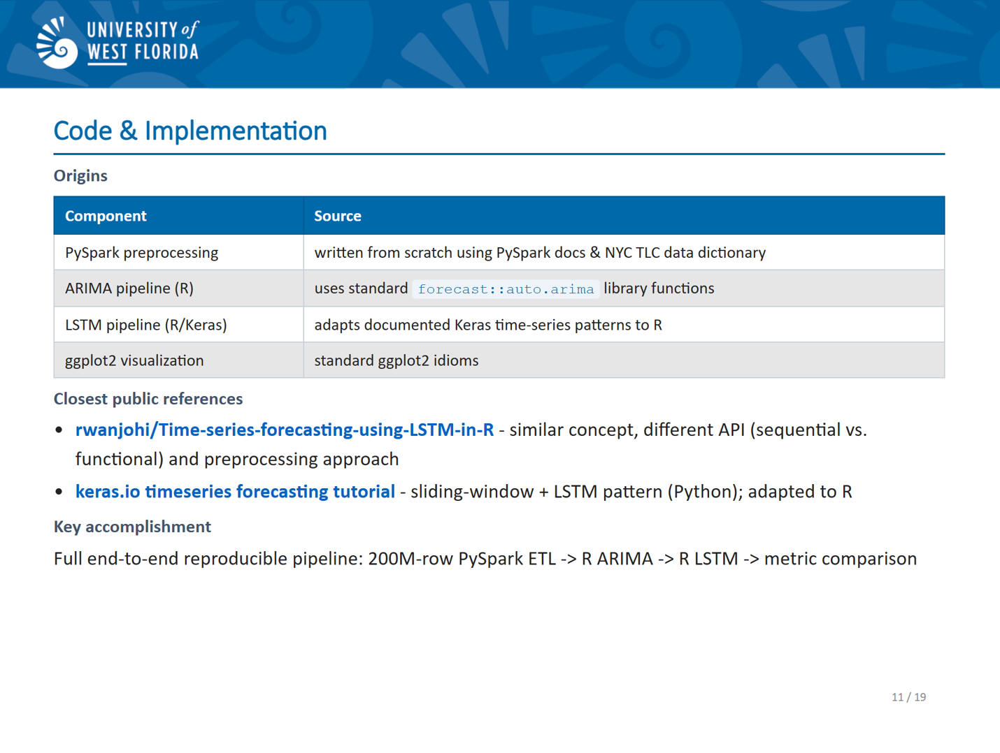 UNIVERSITY of
WEST FLORIDA
Code & Implementation
Origins
Component Source
PySpark preprocessing written from scratch using PySpark docs & NYC TLC data dictionary
ARIMA pipeline (R) uses standard forecast::auto.arima library functions
LSTM pipeline (R/Keras) adapts documented Keras time-series patterns to R
ggplot2 visualization standard ggplot2 idioms
Closest public references
• rwanjohi/Time-series-forecasting-using-LSTM-in-R - similar concept, different API (sequential vs.
functional) and preprocessing approach
• keras.io timeseries forecasting tutorial - sliding-window + LSTM pattern (Python); adapted to R
Key accomplishment
Full end-to-end reproducible pipeline: 200M-row PySpark ETL -> R ARIMA -> R LSTM -> metric comparison
11 / 19